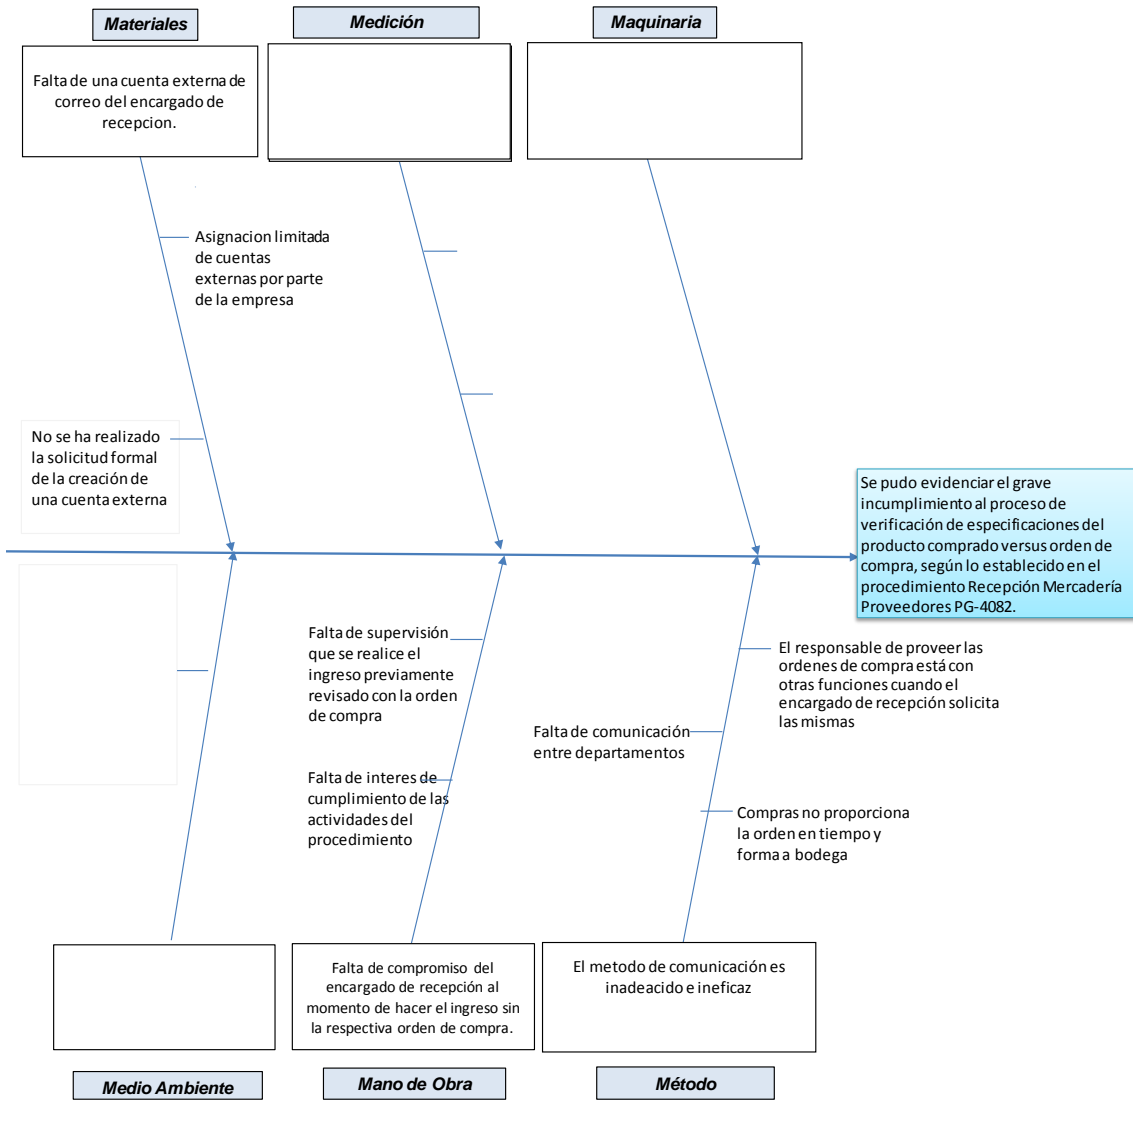 Materiales
Medición
Maquinaria
Falta de una cuenta externa de
correo del encargado de
recepcion.
Asignacion limitada
de cuentas
externas por parte
de la empresa
No se ha realizado
la solicitud formal
de la creación de
una cuenta externa
Se pudo evidenciar el grave
incumplimiento al proceso de
verificación de especificaciones del
producto comprado versus orden de
compra, según lo establecido en el
procedimiento Recepción Mercadería
Proveedores PG-4082.
Falta de supervisión
que se realice el
ingreso previamente
revisado con la orden
de compra
El responsable de proveer las
ordenes de compra está con
otras funciones cuando el
encargado de recepción solicita
las mismas
Falta de comunicación
entre departamentos
Falta de interes de
cumplimiento de las
actividades del
procedimiento
Compras no proporciona
la orden en tiempo y
forma a bodega
Falta de compromiso del
encargado de recepción al
momento de hacer el ingreso sin
la respectiva orden de compra.
El metodo de comunicación es
inadeacido e ineficaz
Medio Ambiente
Mano de Obra
Método